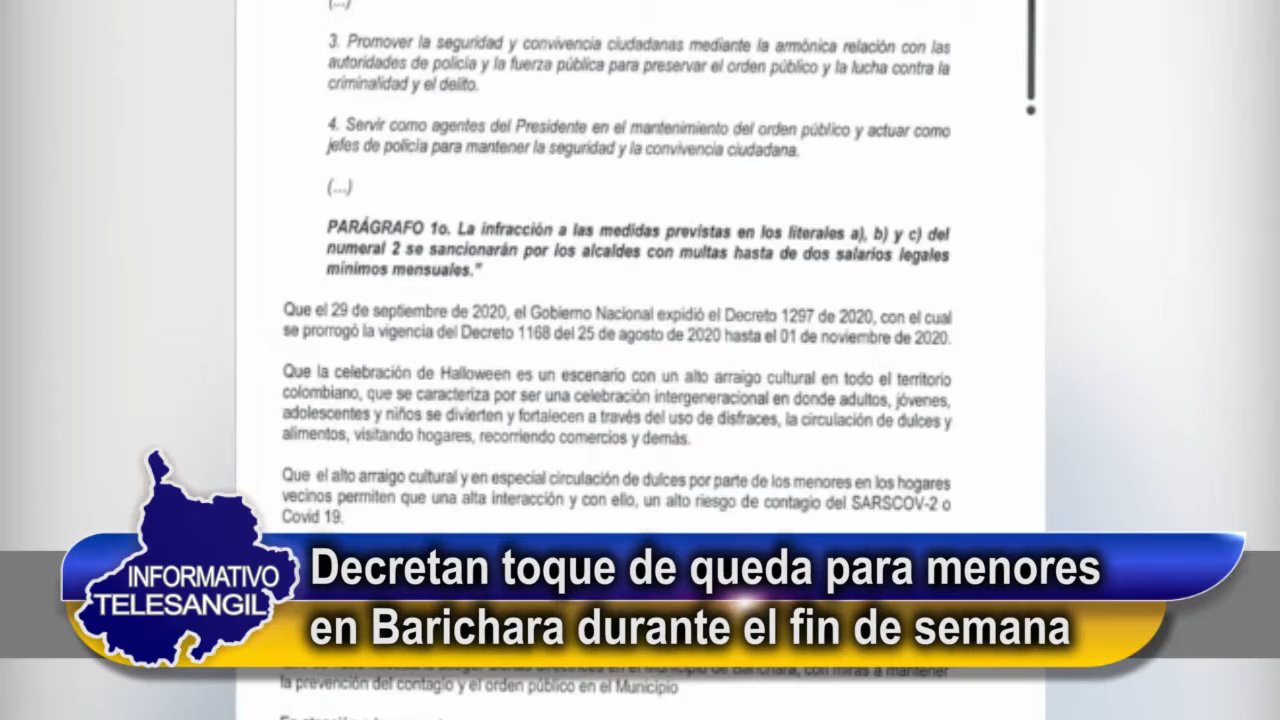 (...)
3. Promover la seguridad y convivencia ciudadanas mediante la armónica relación con las
autoridades de policía y la fuerza pública para preservar el orden público y la lucha contra la
criminalidad y el delito.
4. Servir como agentes del Presidente en el mantenimiento del orden público y actuar como
jefes de policía para mantener la seguridad y la convivencia ciudadana.
(...)
PARÁGRAFO 1o. La infracción a las medidas previstas en los literales a), b) y c) del
numeral 2 se sancionarán por los alcaldes con multas hasta de dos salarios legales
mínimos mensuales."
Que el 29 de septiembre de 2020, el Gobierno Nacional expidió el Decreto 1297 de 2020, con el cual
se prorrogó la vigencia del Decreto 1168 del 25 de agosto de 2020 hasta el 01 de noviembre de 2020.
Que la celebración de Halloween es un escenario con un alto arraigo cultural en todo el territorio
colombiano, que se caracteriza por ser una celebración intergeneracional en donde adultos, jóvenes,
adolescentes y niños se divierten y fortalecen a través del uso de disfraces, la circulación de dulces y
alimentos, visitando hogares, recorriendo comercios y demás.
Que el alto arraigo cultural y en especial circulación de dulces por parte de los menores en los hogares
vecinos permiten que una alta interacción y con ello, un alto riesgo de contagio del SARSCOV-2 o
Covid 19.
INFORMATIVO
TELESANGIL
Decretan toque de queda para menores
en Barichara durante el fin de semana
en el Municipio de Barichara, con miras a mantener
la prevención del contagio y el orden público en el Municipio